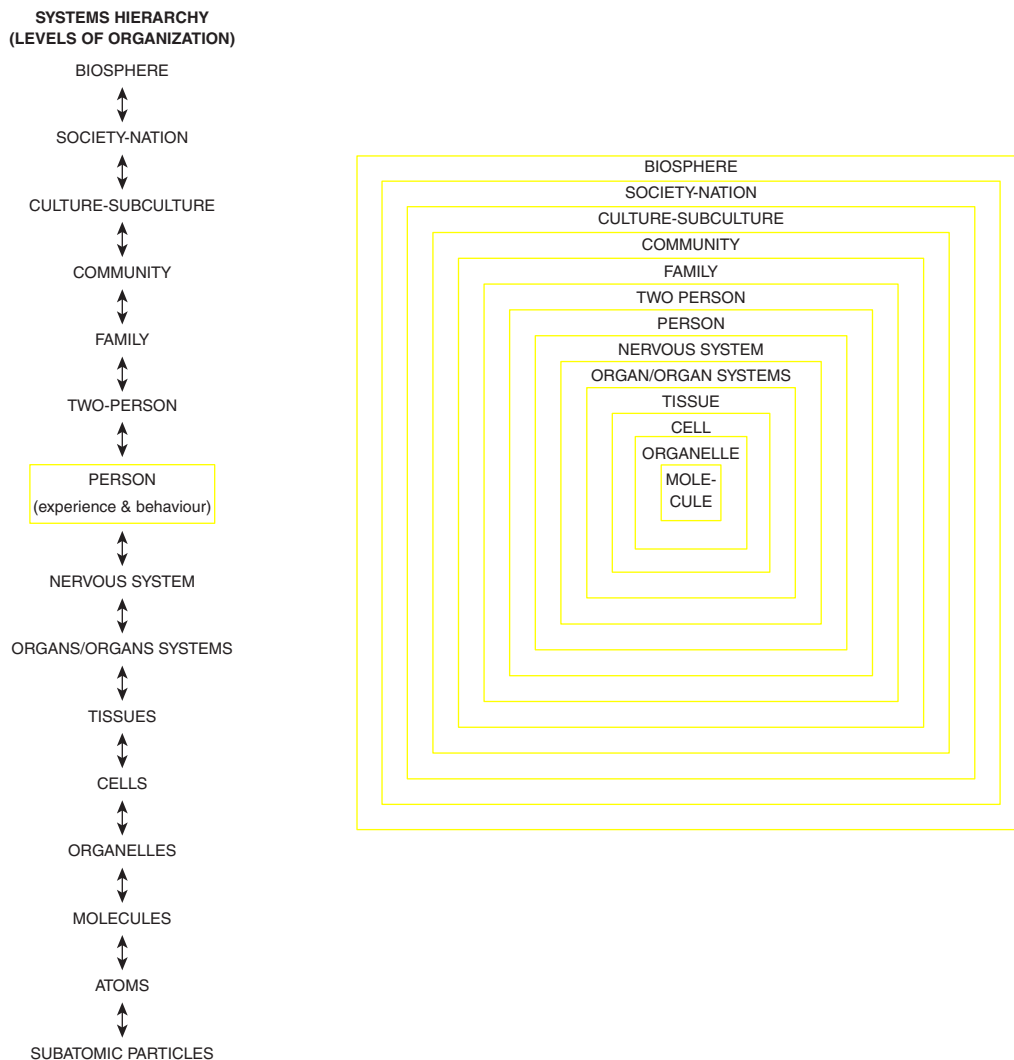 SYSTEMS HIERARCHY
(LEVELS OF ORGANIZATION)
BIOSPHERE
SOCIETY-NATION
CULTURE-SUBCULTURE
COMMUNITY
FAMILY
TWO-PERSON
PERSON
(experience & behaviour)
NERVOUS SYSTEM
ORGANS/ORGANS SYSTEMS
TISSUES
CELLS
ORGANELLES
MOLECULES
ATOMS
SUBATOMIC PARTICLES
BIOSPHERE
SOCIETY-NATION
CULTURE-SUBCULTURE
COMMUNITY
FAMILY
TWO PERSON
PERSON
NERVOUS SYSTEM
ORGAN/ORGAN SYSTEMS
TISSUE
CELL
ORGANELLE
MOLE-
CULE